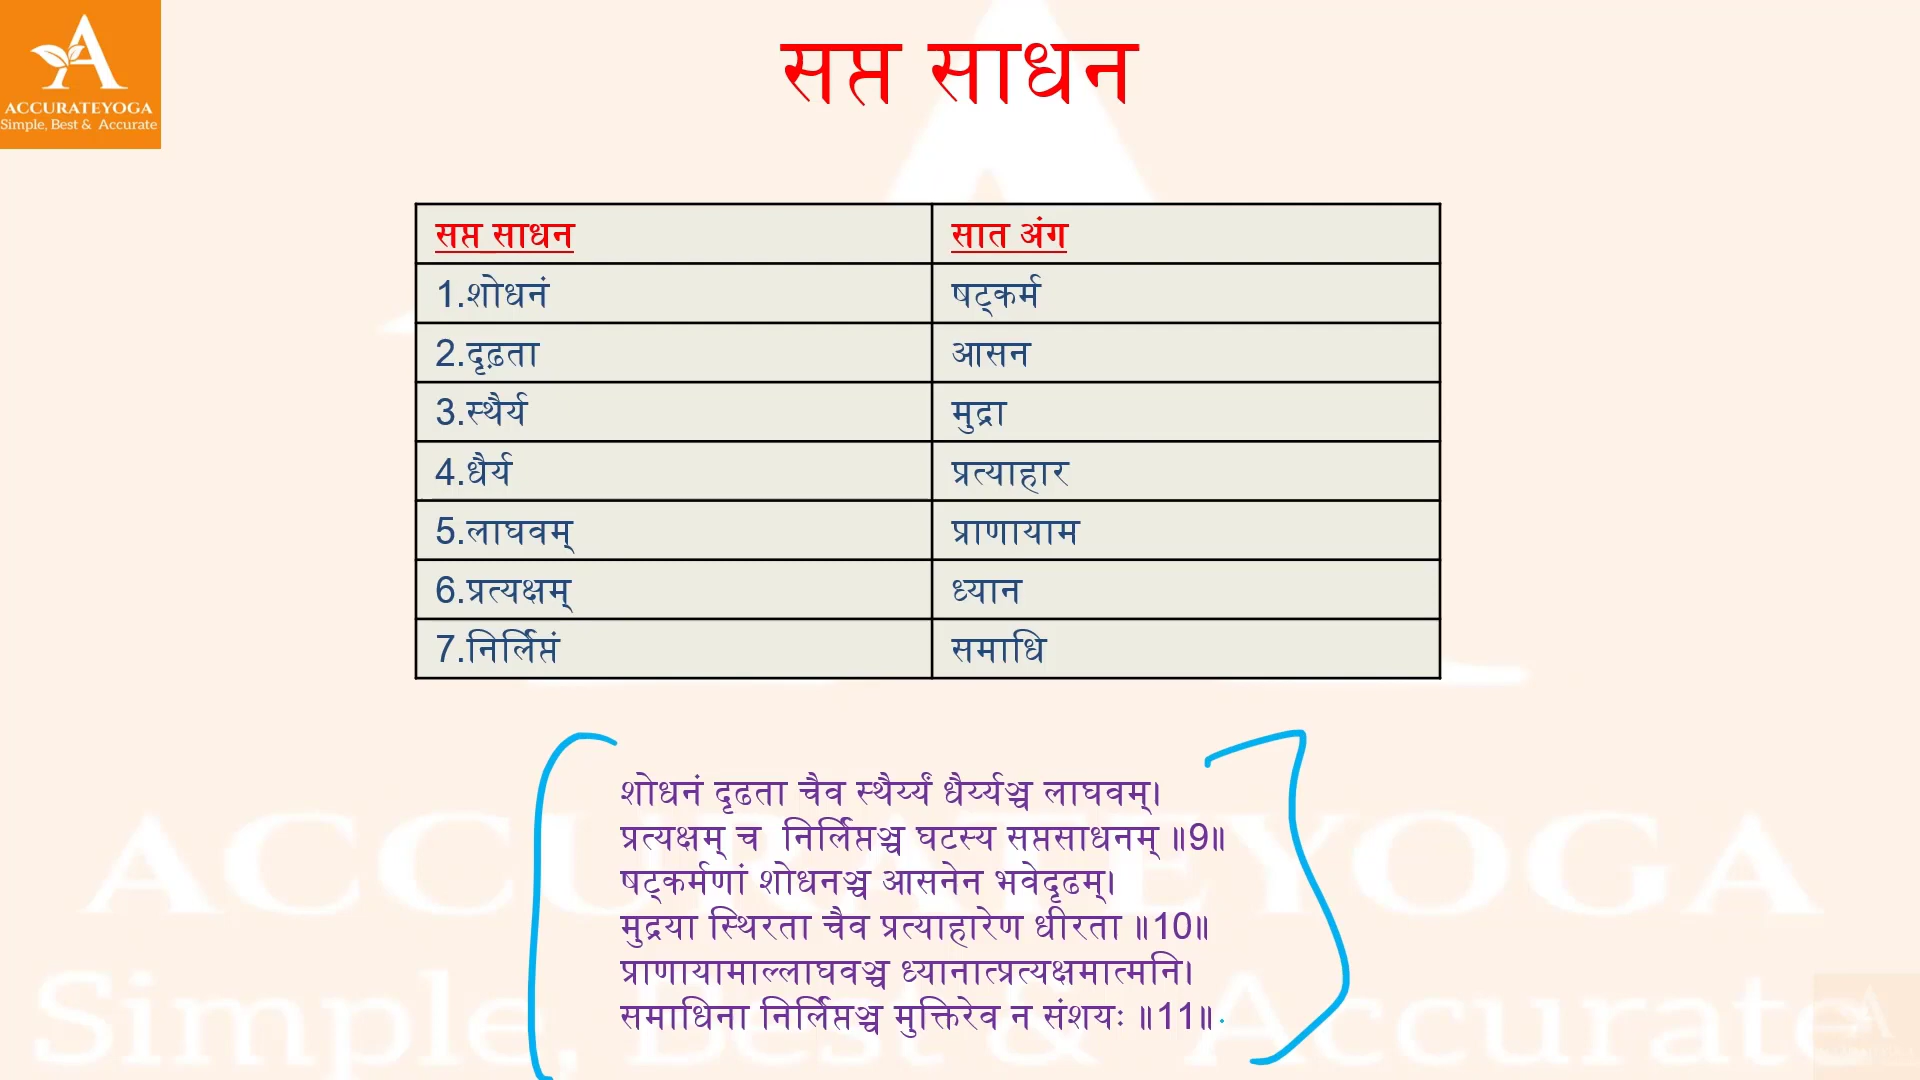 ACCURATEYOGA
Simple, Best & Accurate
सप्त साधन
सप्त साधन सात अंग
1.शोधनं षट्कर्म
2.दृढ़ता आसन
3.स्थैर्य मुद्रा
4.धैर्य प्रत्याहार
5.लाघवम् प्राणायाम
6.प्रत्यक्षम् ध्यान
7.निर्लिप्तं समाधि
शोधनं दृढता चैव स्थैर्य्यं धैर्य्यञ्च लाघवम्।
प्रत्यक्षम् च निर्लिप्तञ्च घटस्य सप्तसाधनम् ॥9॥
षट्कर्मणां शोधनञ्च आसनेन भवेदृढम्।
मुद्रया स्थिरता चैव प्रत्याहारेण धीरता ॥10॥
प्राणायामाल्लाघवञ्च ध्यानात्प्रत्यक्षमात्मनि।
समाधिना निर्लिप्तञ्च मुक्तिरेव न संशयः ॥11॥
ACCURATEYOGA
Simple, Best & Accurate